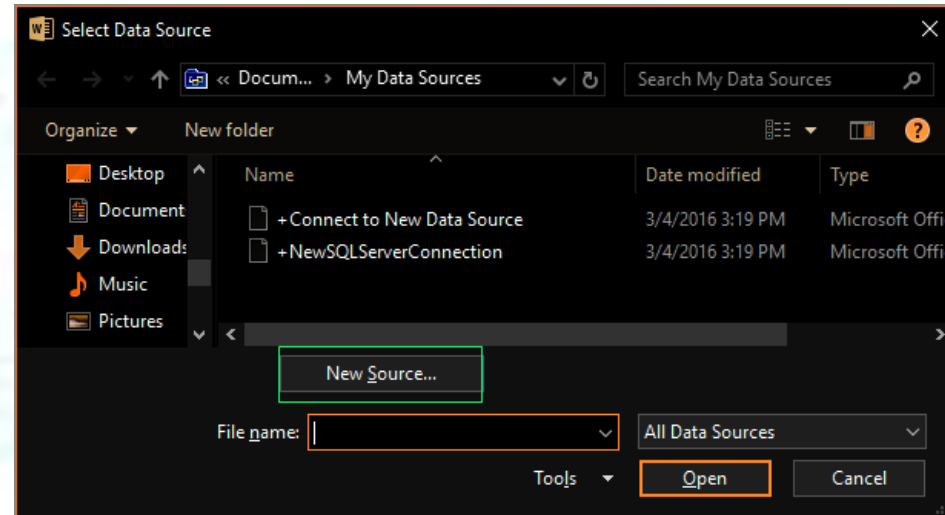 Select Data Source
« Docum... › My Data Sources
Search My Data Sources
Organize
New folder
?
Desktop
Document
Downloads
Music
Pictures
Name
Date modified
Type
+Connect to New Data Source
3/4/2016 3:19 PM
Microsoft Offi
+NewSQLServerConnection
3/4/2016 3:19 PM
Microsoft Offi
New Source...
File name:
All Data Sources
Tools
Open
Cancel